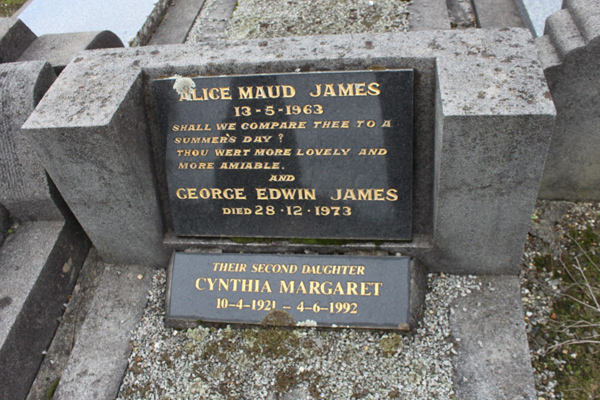 ALICE MAUD JAMES
13-5-1963
SHALL WE COMPARE THEE TO A
SUMMER'S DAY?
THOU WERT MORE LOVELY AND
MORE AMIABLE.
AND
GEORGE EDWIN JAMES
DIED 28·12·1973
THEIR SECOND DAUGHTER
CYNTHIA MARGARET
10-4-1921 – 4-6-1992